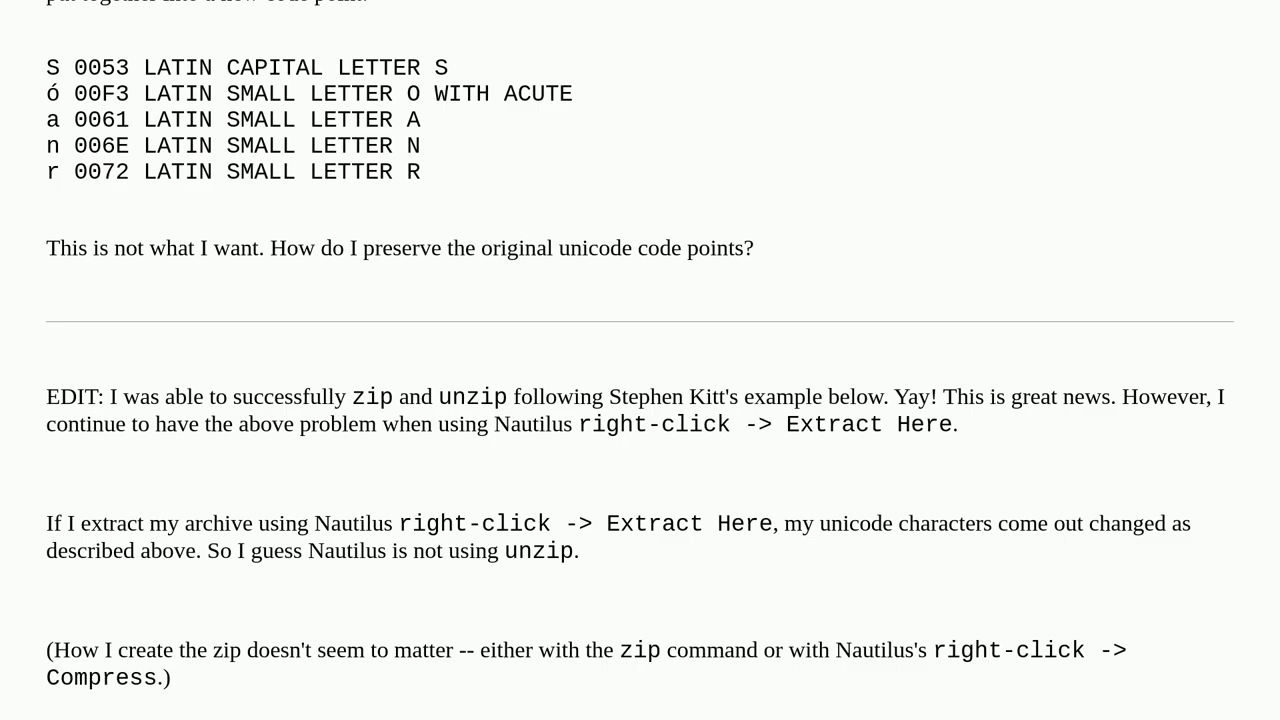 S 0053 LATIN CAPITAL LETTER S
ó 00F3 LATIN SMALL LETTER O WITH ACUTE
a 0061 LATIN SMALL LETTER A
n 006E LATIN SMALL LETTER N
r 0072 LATIN SMALL LETTER R
This is not what I want. How do I preserve the original unicode code points?
EDIT: I was able to successfully zip and unzip following Stephen Kitt's example below. Yay! This is great news. However, I
continue to have the above problem when using Nautilus right-click -> Extract Here.
If I extract my archive using Nautilus right-click -> Extract Here, my unicode characters come out changed as
described above. So I guess Nautilus is not using unzip.
(How I create the zip doesn't seem to matter -- either with the zip command or with Nautilus's right-click ->
Compress.)